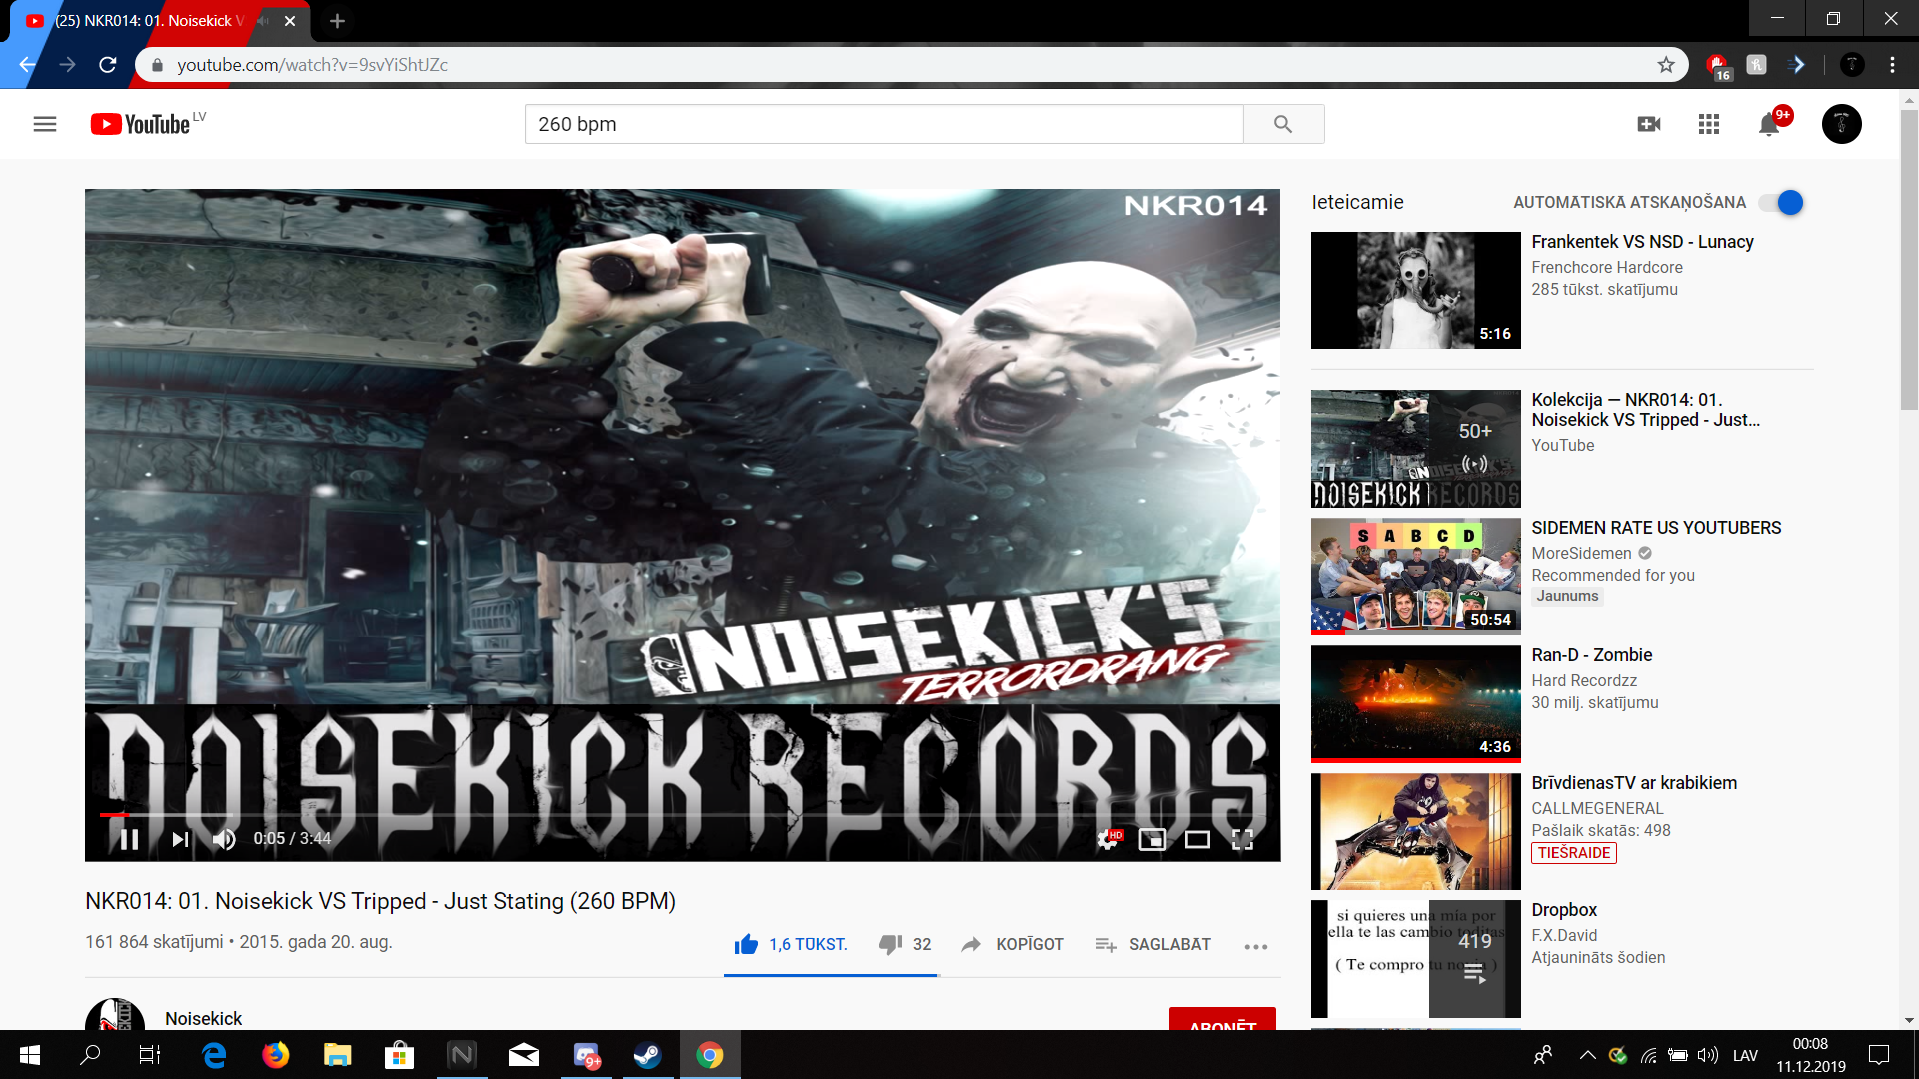 (25) NKR014: 01. Noisekick V
youtube.com/watch?v=9svYiShtJZc
16
YouTube LV
260 bpm
9+
NKR014
NOISEKICK'S
TERRORDRANG
NOISEKICK RECORDS
0:05 / 3:44
HD
NKR014: 01. Noisekick VS Tripped - Just Stating (260 BPM)
161 864 skatījumi • 2015. gada 20. aug.
1,6 TŪKST.
32
KOPĪGOT
SAGLABĀT
Noisekick
ABONĒT
Ieteicamie
AUTOMĀTISKĀ ATSKAŅOŠANA
5:16
Frankentek VS NSD - Lunacy
Frenchcore Hardcore
285 tūkst. skatījumu
50+
NOISEKICK'S
NOISEKICK RECORDS
Kolekcija — NKR014: 01.
Noisekick VS Tripped - Just...
YouTube
S A B C D
50:54
SIDEMEN RATE US YOUTUBERS
MoreSidemen
Recommended for you
Jaunums
4:36
Ran-D - Zombie
Hard Recordzz
30 milj. skatījumu
BrīvdienasTV ar krabikiem
CALLMEGENERAL
Pašlaik skatās: 498
TIEŠRAIDE
si quieres una mia por
ella te las cambio toditas
( Te compro tu novia )
419
Dropbox
F.X.David
Atjaunināts šodien
9+
LAV
00:08
11.12.2019